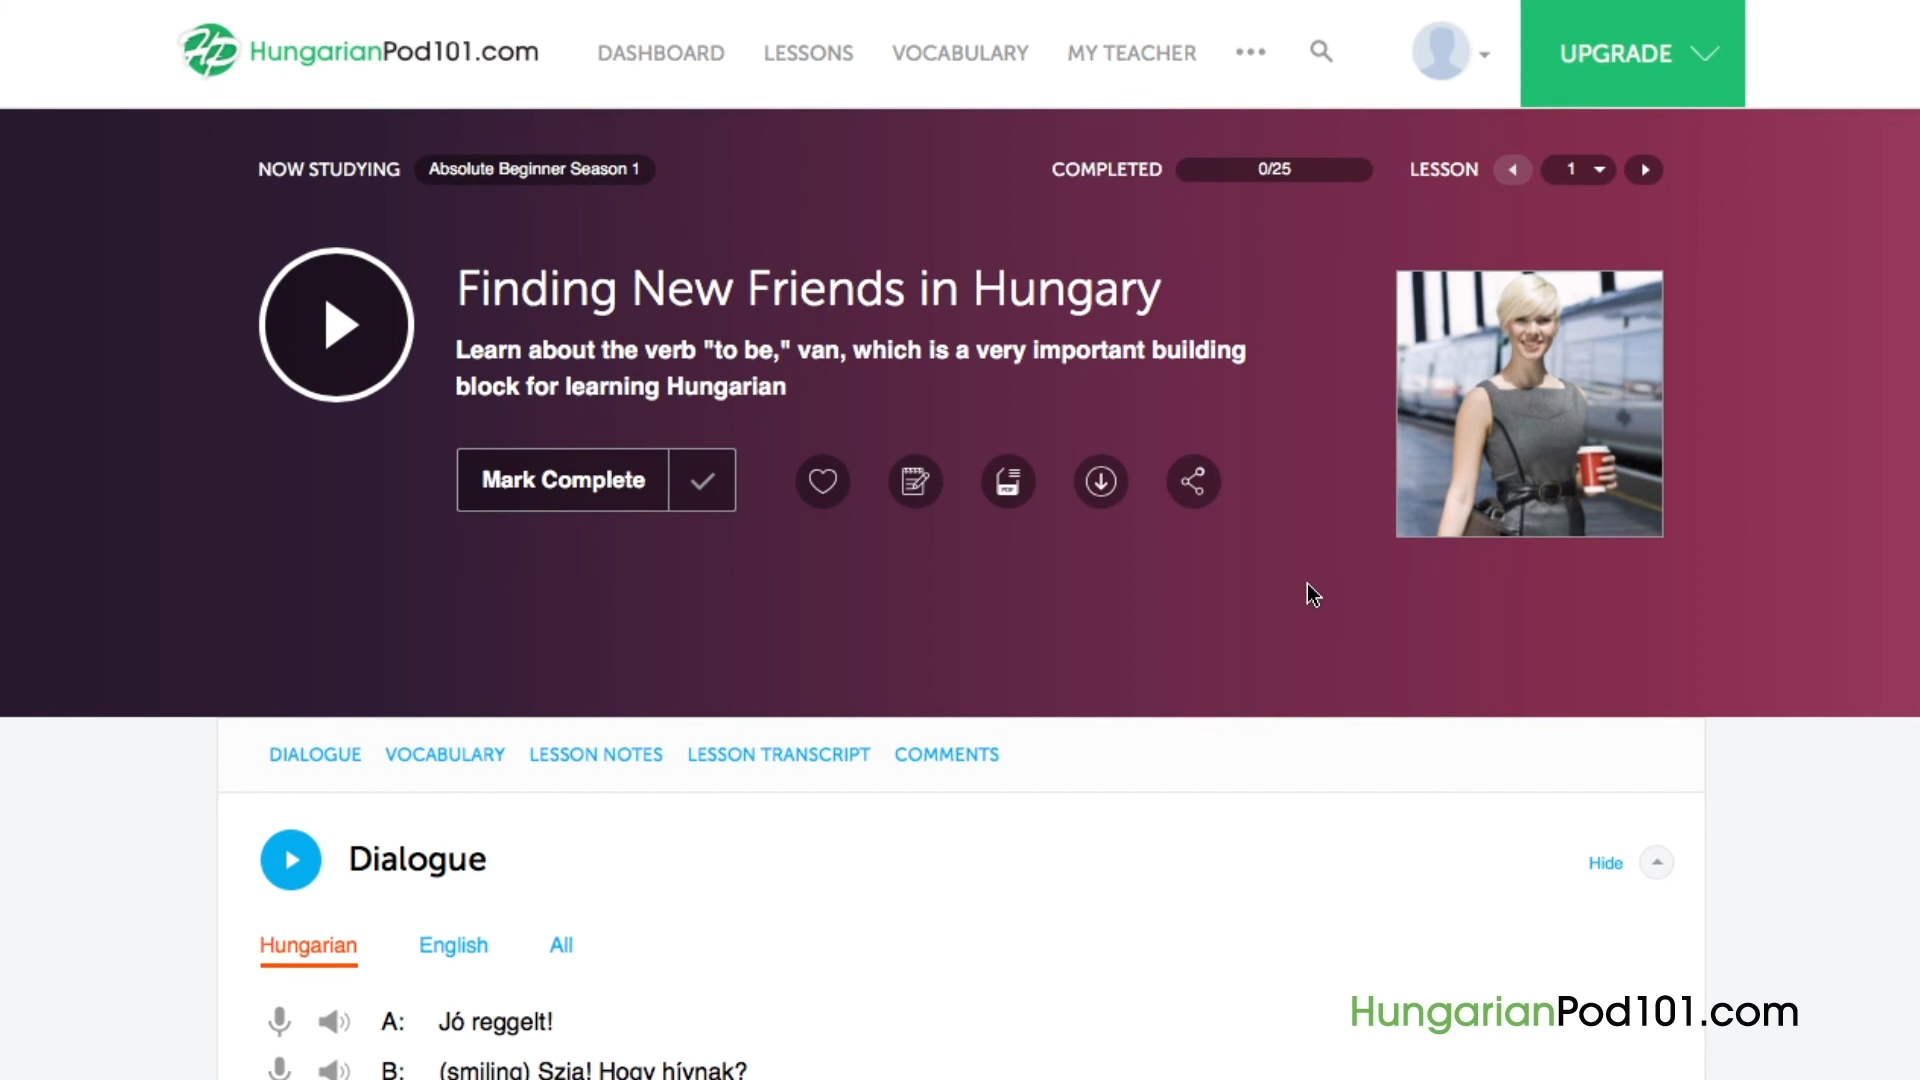 HungarianPod101.com DASHBOARD LESSONS VOCABULARY MY TEACHER ••• UPGRADE
NOW STUDYING Absolute Beginner Season 1 COMPLETED 0/25 LESSON 1
Finding New Friends in Hungary
Learn about the verb "to be," van, which is a very important building
block for learning Hungarian
Mark Complete
PDF
DIALOGUE VOCABULARY LESSON NOTES LESSON TRANSCRIPT COMMENTS
Dialogue Hide
Hungarian English All
A: Jó reggelt!
B: (smiling) Szia! Hogy hívnak?
HungarianPod101.com